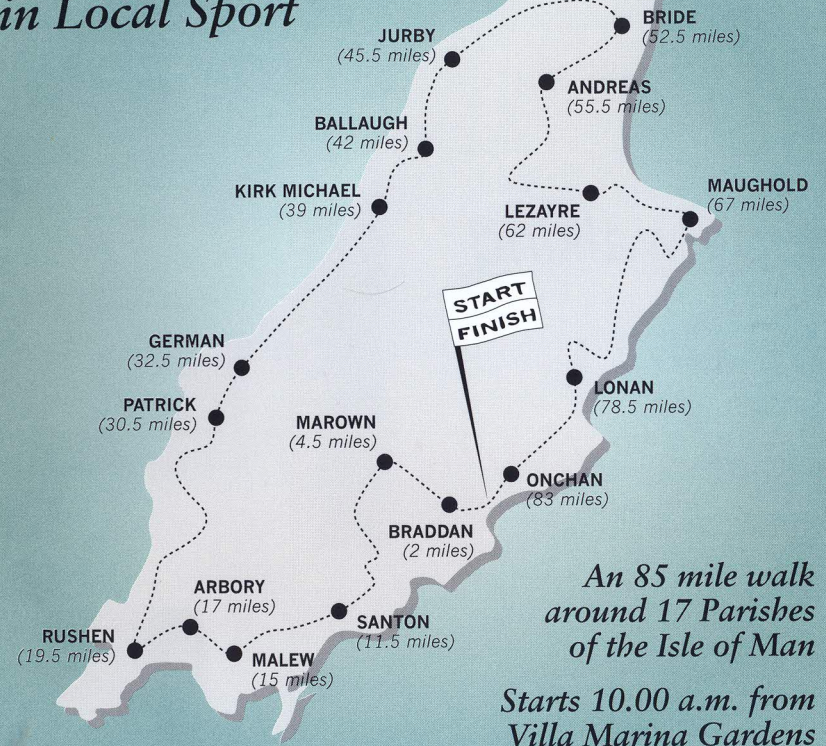 in Local Sport
BRIDE
(52.5 miles)
JURBY
(45.5 miles)
ANDREAS
(55.5 miles)
BALLAUGH
(42 miles)
KIRK MICHAEL
(39 miles)
MAUGHOLD
(67 miles)
LEZAYRE
(62 miles)
START
FINISH
GERMAN
(32.5 miles)
PATRICK
(30.5 miles)
LONAN
(78.5 miles)
MAROWN
(4.5 miles)
ONCHAN
(83 miles)
BRADDAN
(2 miles)
ARBORY
(17 miles)
SANTON
(11.5 miles)
RUSHEN
(19.5 miles)
MALEW
(15 miles)
An 85 mile walk
around 17 Parishes
of the Isle of Man
Starts 10.00 a.m. from
Villa Marina Gardens